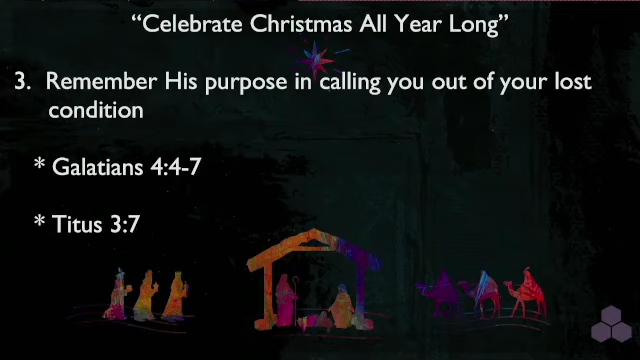 “Celebrate Christmas All Year Long”
3. Remember His purpose in calling you out of your lost
condition
* Galatians 4:4-7
* Titus 3:7